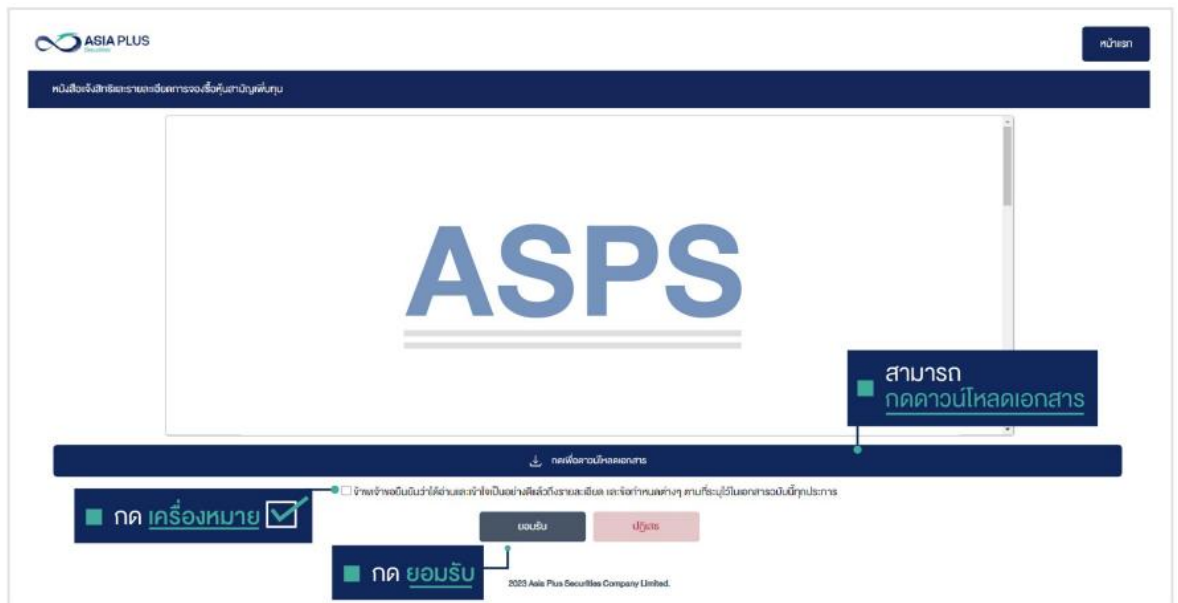 ASIA PLUS
Securities
หน้าแรก
หนังสือแจ้งสิทธิและรายละเอียดการจองซื้อหุ้นสามัญเพิ่มทุน
ASPS
สามารถ
กดดาวน์โหลดเอกสาร
กดเพื่อดาวน์โหลดเอกสาร
ข้าพเจ้าขอยืนยันว่าได้อ่านและเข้าใจเป็นอย่างดีแล้วถึงรายละเอียด และข้อกำหนดต่างๆ ตามที่ระบุไว้ในเอกสารฉบับนี้ทุกประการ
กด เครื่องหมาย
ยอมรับ
ปฏิเสธ
กด ยอมรับ
2023 Asia Plus Securities Company Limited.